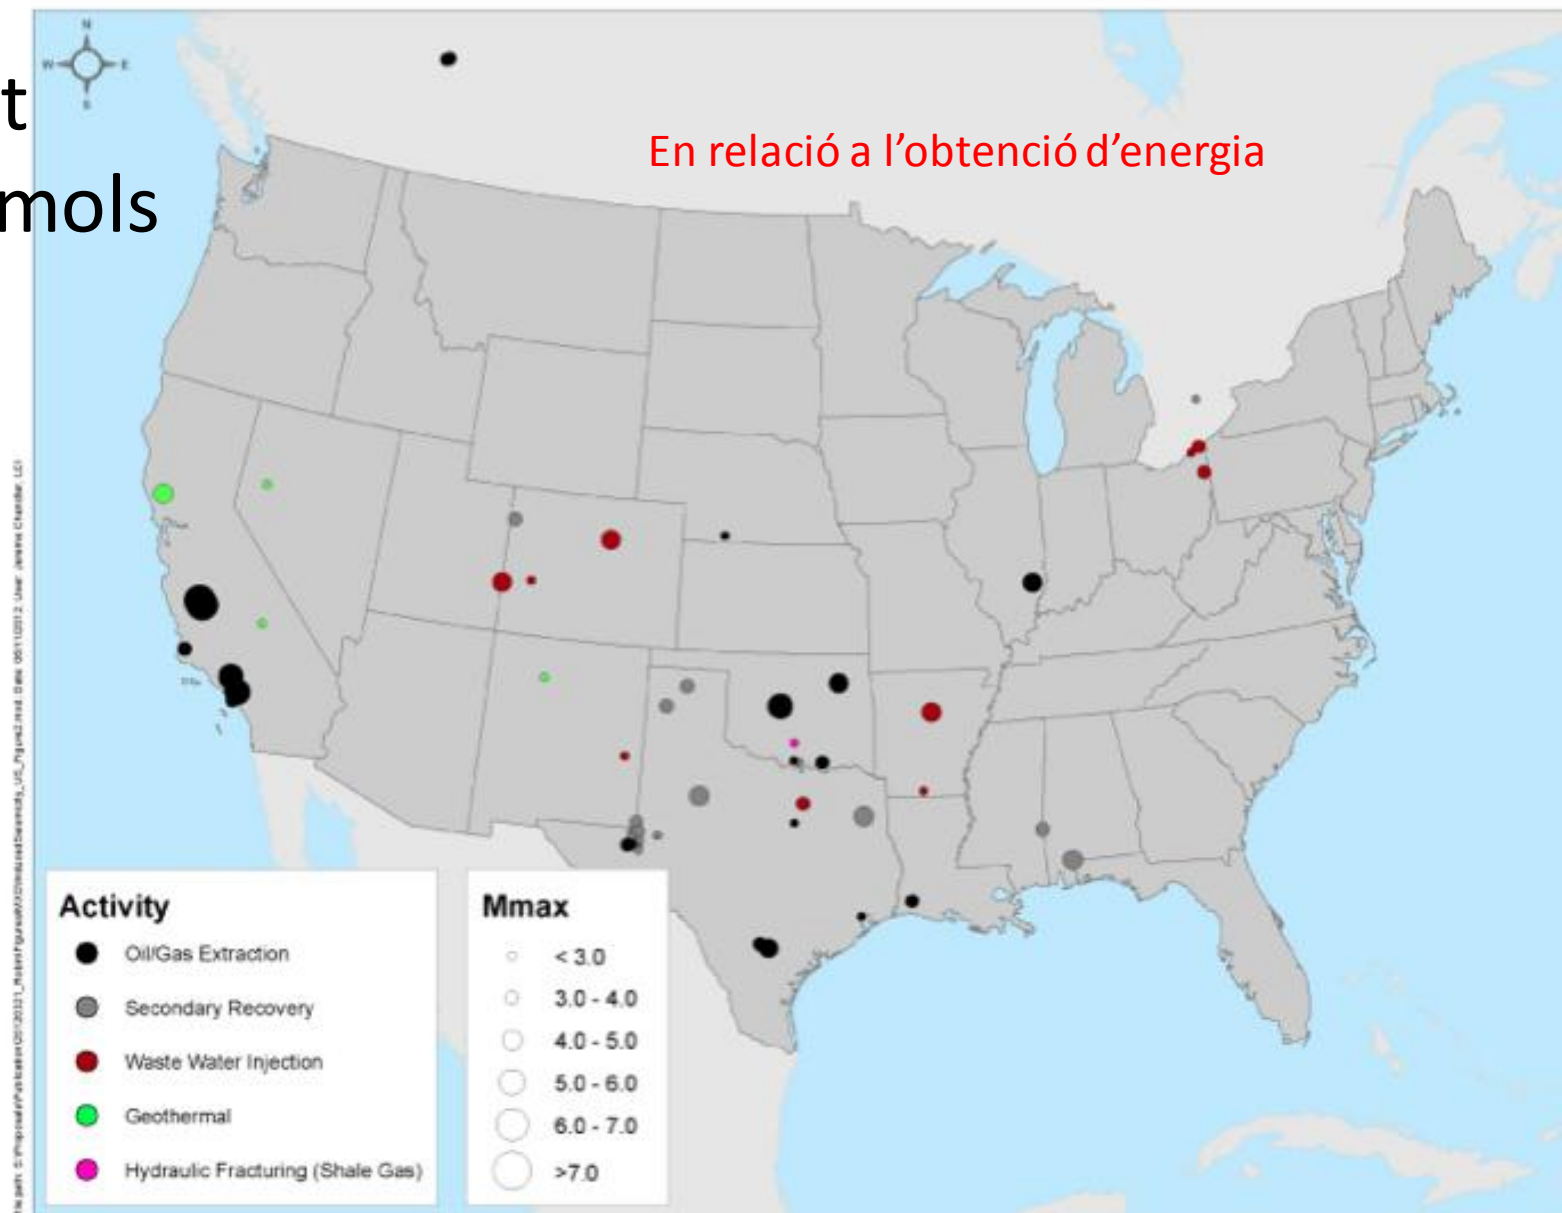 N
W
E
S
t
mols
En relació a l’obtenció d’energia
Activity
Oil/Gas Extraction
Secondary Recovery
Waste Water Injection
Geothermal
Hydraulic Fracturing (Shale Gas)
Mmax
< 3.0
3.0 - 4.0
4.0 - 5.0
5.0 - 6.0
6.0 - 7.0
>7.0